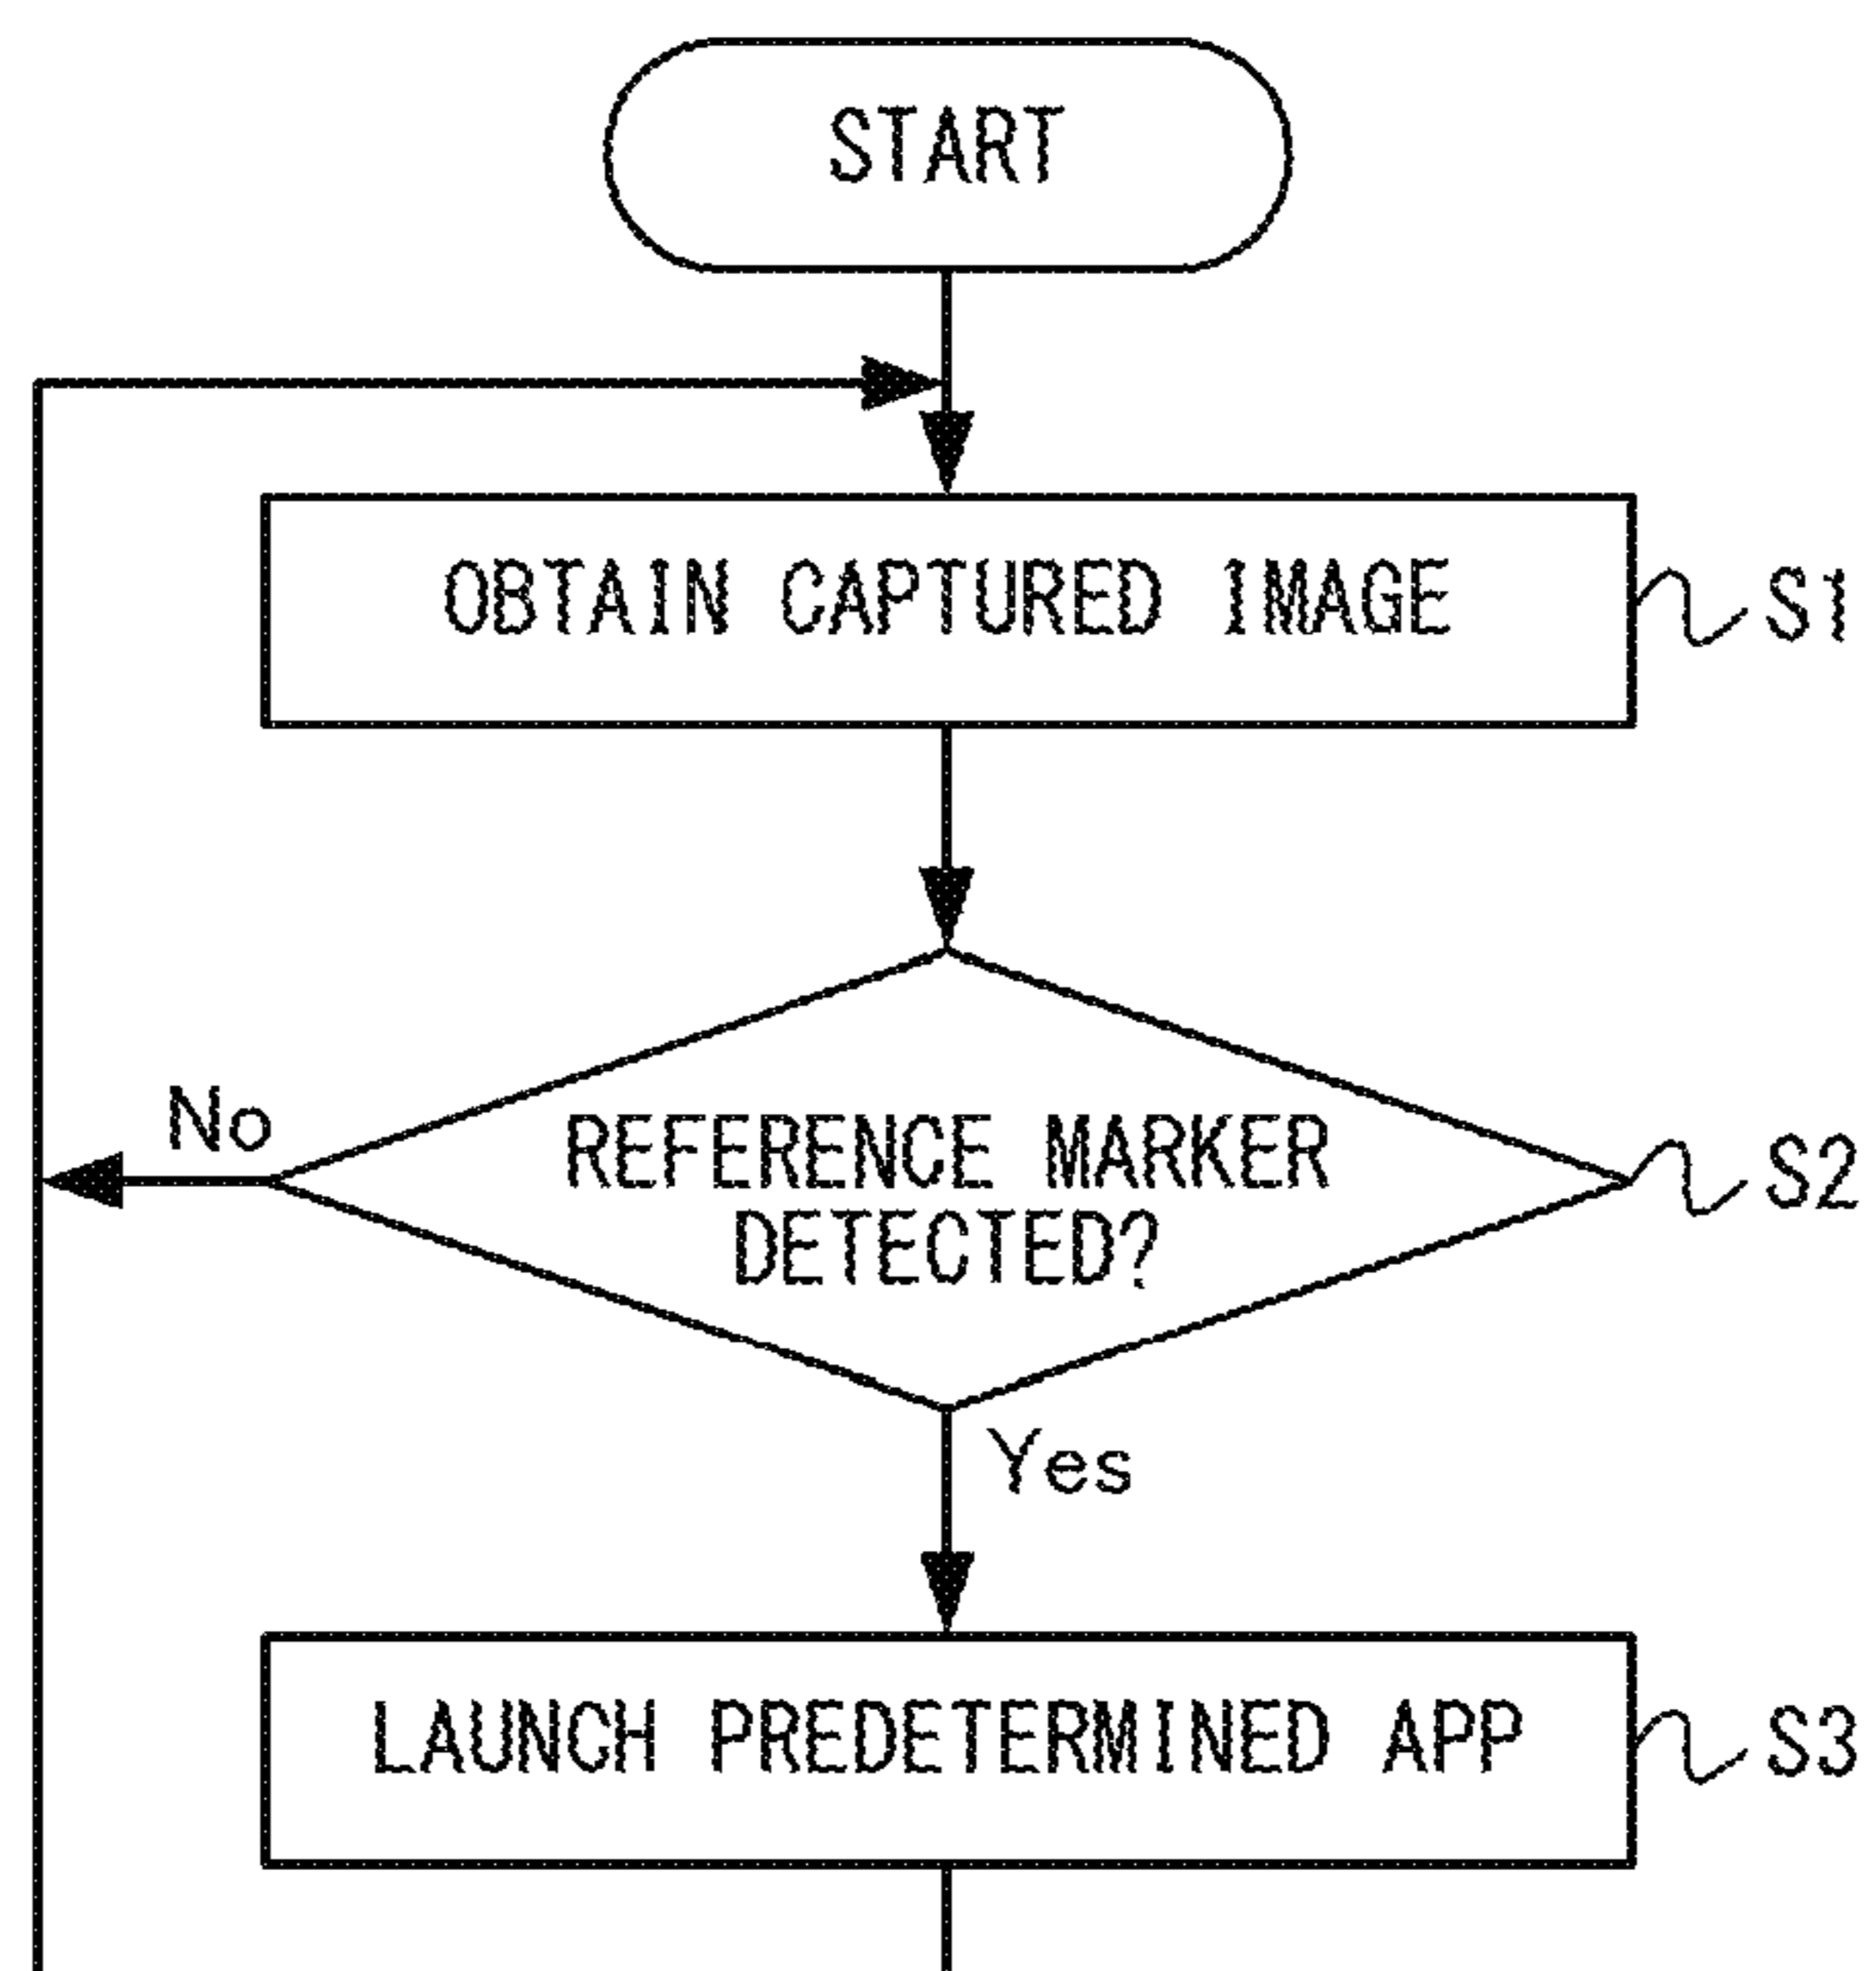 START
OBTAIN CAPTURED IMAGE
S1
No
REFERENCE MARKER
DETECTED?
S2
Yes
LAUNCH PREDETERMINED APP
S3